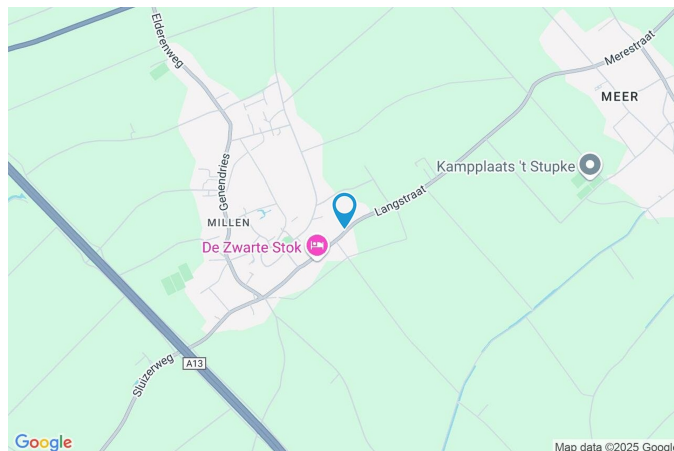 Elderenweg
Merestraat
MEER
Kampplaats 't Stupke
Genendries
Langstraat
MILLEN
De Zwarte Stok
A13
Sluizerweg
Google
Map data ©2025 Google